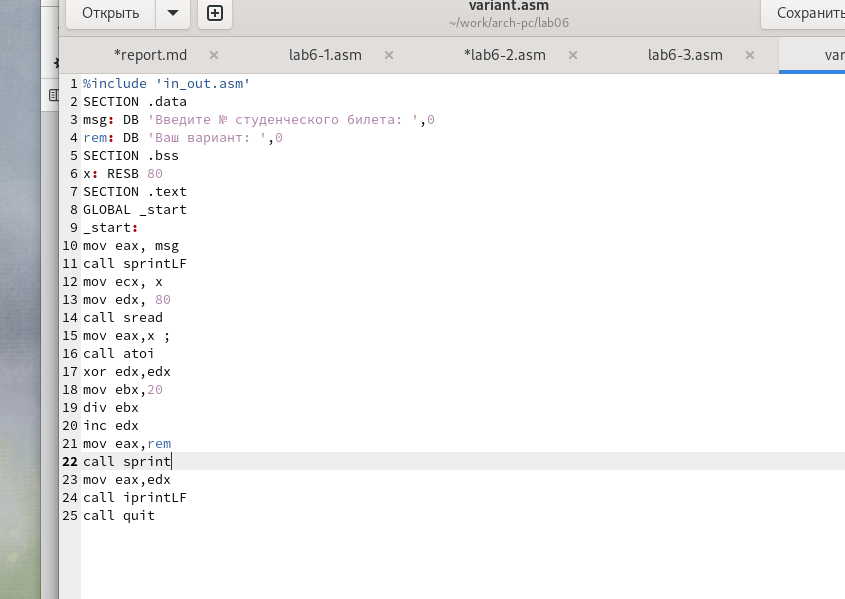 Открыть
variant.asm
~/work/arch-pc/lab06
Сохранить
*report.md × lab6-1.asm × *lab6-2.asm × lab6-3.asm × var
1 %include 'in_out.asm'
2 SECTION .data
3 msg: DB 'Введите № студенческого билета: ',0
4 rem: DB 'Ваш вариант: ',0
5 SECTION .bss
6 x: RESB 80
7 SECTION .text
8 GLOBAL _start
9 _start:
10 mov eax, msg
11 call sprintLF
12 mov ecx, x
13 mov edx, 80
14 call sread
15 mov eax,x ;
16 call atoi
17 xor edx,edx
18 mov ebx,20
19 div ebx
20 inc edx
21 mov eax,rem
22 call sprint
23 mov eax,edx
24 call iprintLF
25 call quit